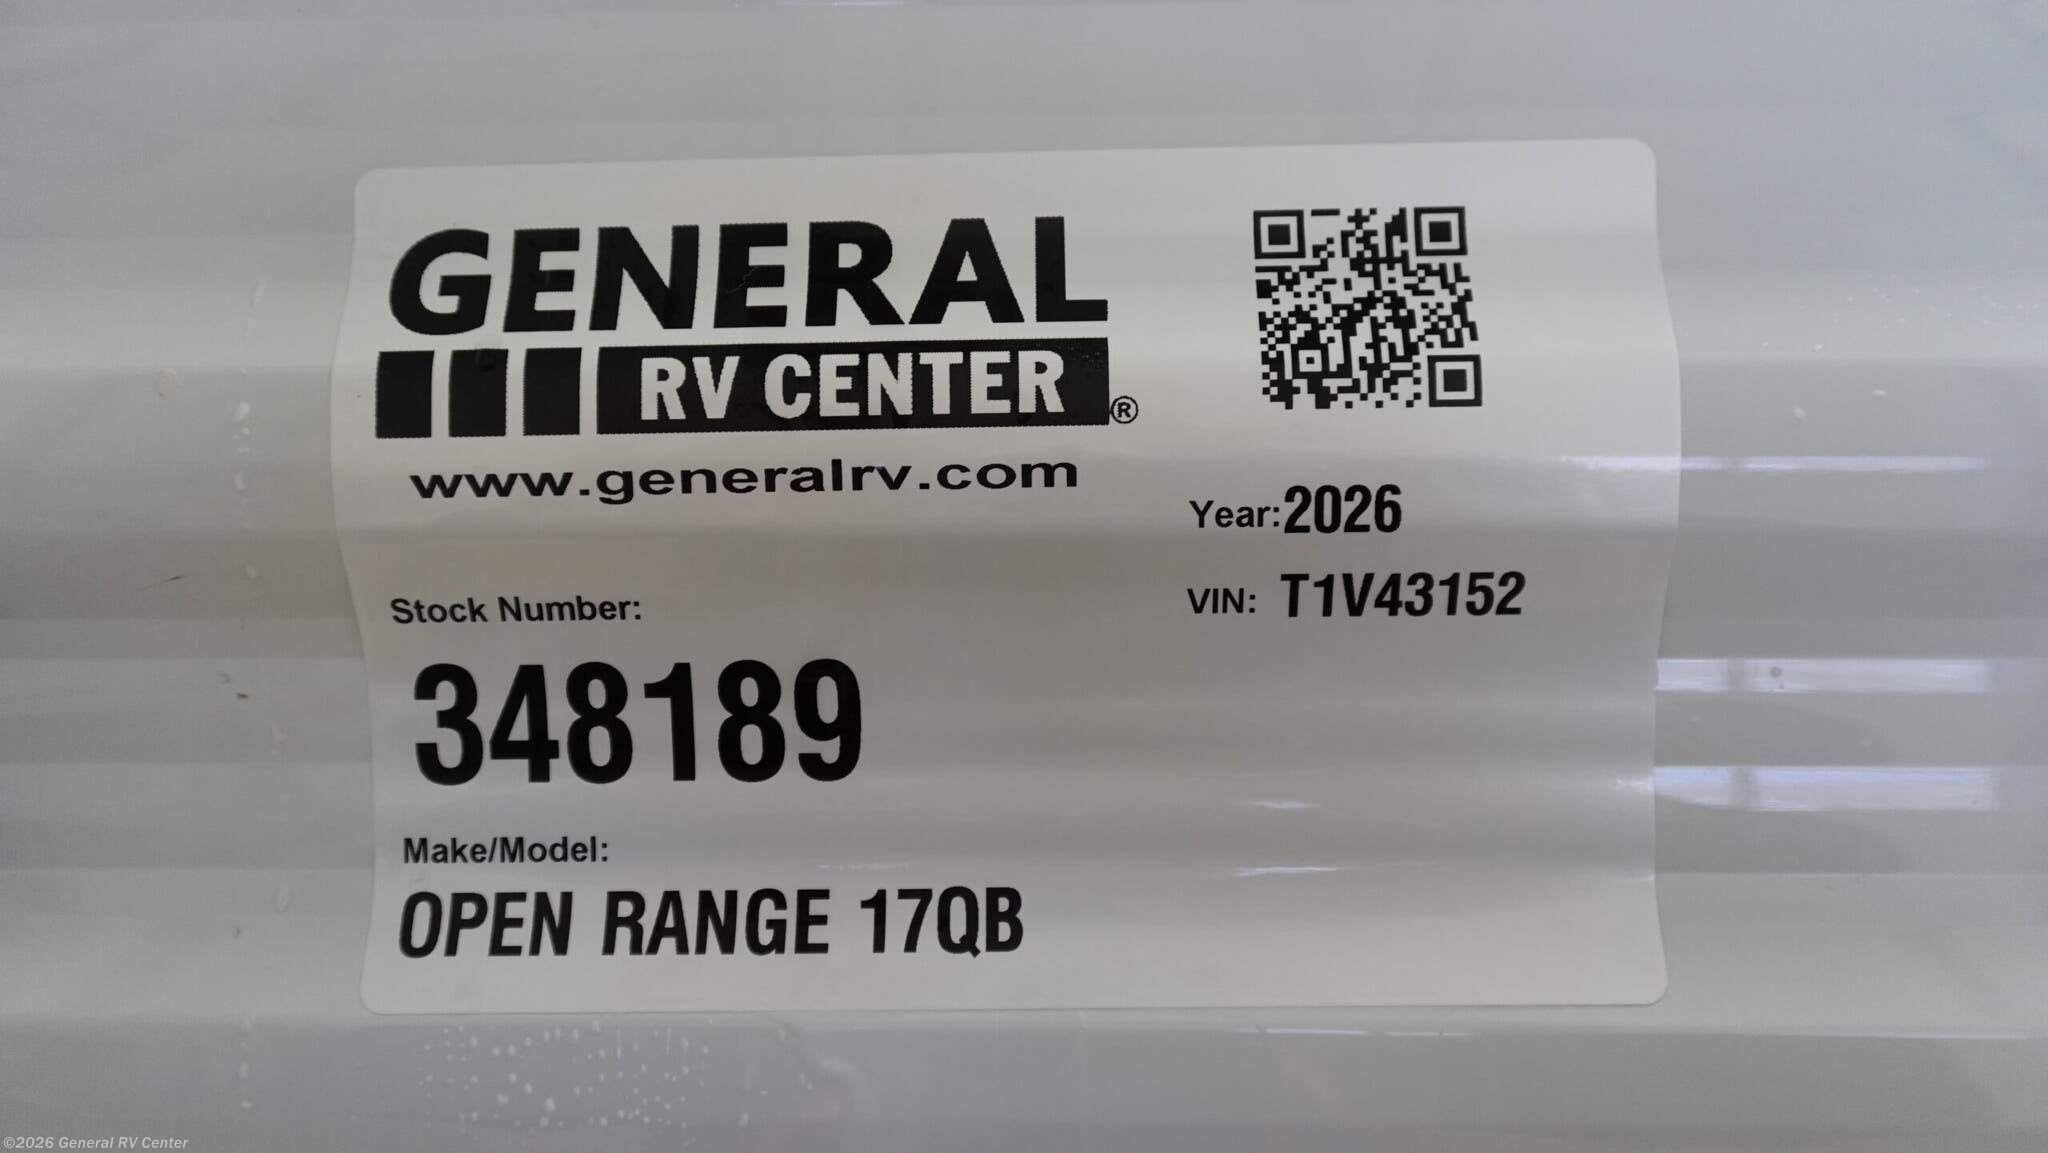 GENERAL
RV CENTER®
www.generalrv.com
Year: 2026
VIN: T1V43152
Stock Number:
348189
Make/Model:
OPEN RANGE 17QB
©2026 General RV Center